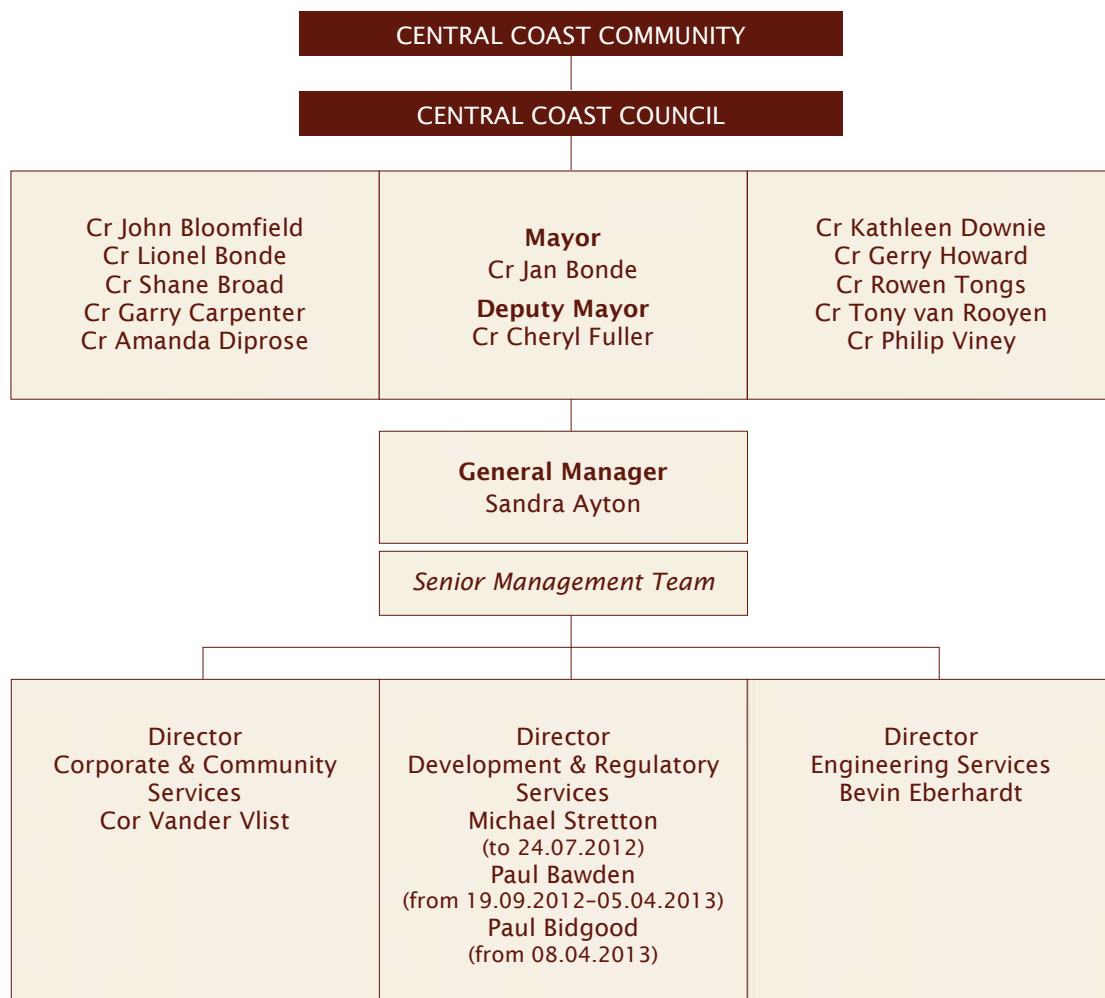 CENTRAL COAST COMMUNITY
CENTRAL COAST COUNCIL
Cr John Bloomfield
Cr Lionel Bonde
Cr Shane Broad
Cr Garry Carpenter
Cr Amanda Diprose
Mayor
Cr Jan Bonde
Deputy Mayor
Cr Cheryl Fuller
Cr Kathleen Downie
Cr Gerry Howard
Cr Rowen Tongs
Cr Tony van Rooyen
Cr Philip Viney
General Manager
Sandra Ayton
Senior Management Team
Director
Corporate & Community
Services
Cor Vander Vlist
Director
Development & Regulatory
Services
Michael Stretton
(to 24.07.2012)
Paul Bawden
(from 19.09.2012–05.04.2013)
Paul Bidgood
(from 08.04.2013)
Director
Engineering Services
Bevin Eberhardt